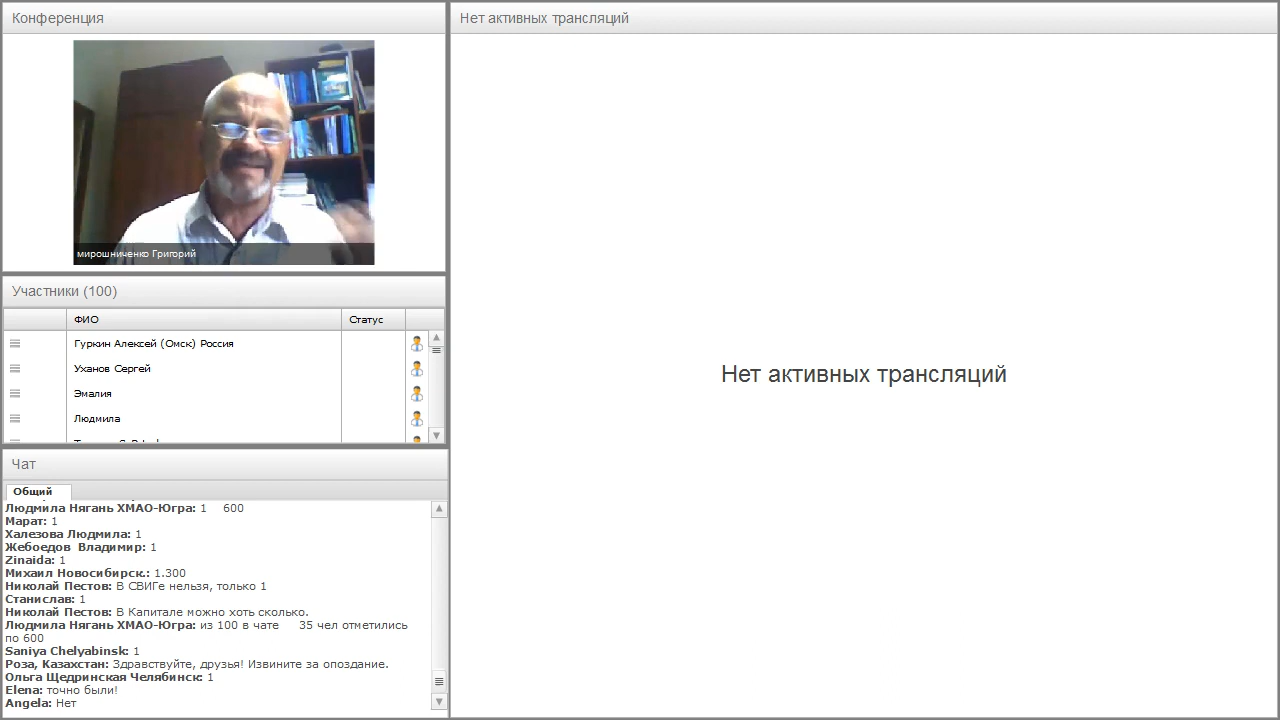 Конференция
Нет активных трансляций
мирошниченко Григорий
Участники (100)
ФИО
Статус
Гуркин Алексей (Омск) Россия
Уханов Сергей
Эмалия
Людмила
Чат
Общий
Людмила Нягань ХМАО-Югра: 1 600
Марат: 1
Халезова Людмила: 1
Жебоедов Владимир: 1
Zinaida: 1
Михаил Новосибирск.: 1.300
Николай Пестов: В СВИГе нельзя, только 1
Станислав: 1
Николай Пестов: В Капитале можно хоть сколько.
Людмила Нягань ХМАО-Югра: из 100 в чате 35 чел отметились
по 600
Saniya Chelyabinsk: 1
Роза, Казахстан: Здравствуйте, друзья! Извините за опоздание.
Ольга Щедринская Челябинск: 1
Elena: точно были!
Angela: Нет
Нет активных трансляций